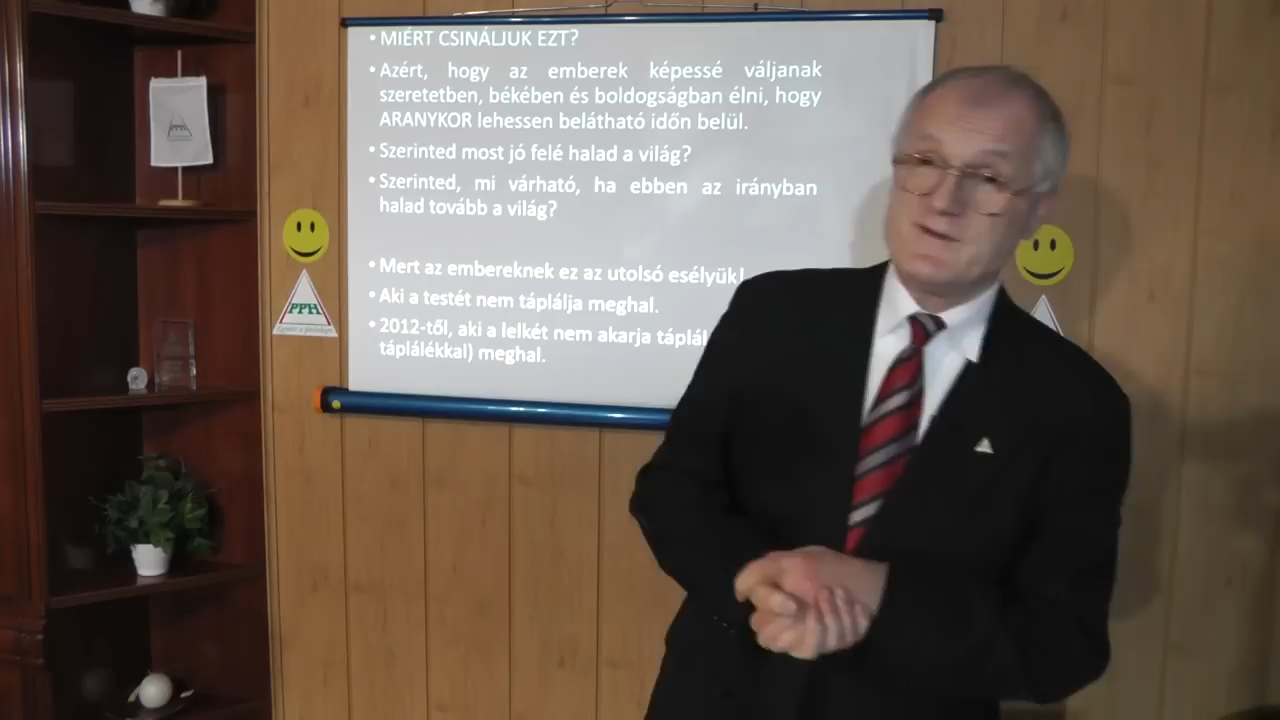 • MIÉRT CSINÁLJUK EZT?
• Azért, hogy az emberek képessé váljanak
szeretetben, békében és boldogságban élni, hogy
ARANYKOR lehessen belátható időn belül.
• Szerinted most jó felé halad a világ?
• Szerinted, mi várható, ha ebben az irányban
halad tovább a világ?
• Mert az embereknek ez az utolsó esélyük!
• Aki a testét nem táplálja meghal.
• 2012-től, aki a lelkét nem akarja táplál
táplálékkal) meghal.
PPH
PPH